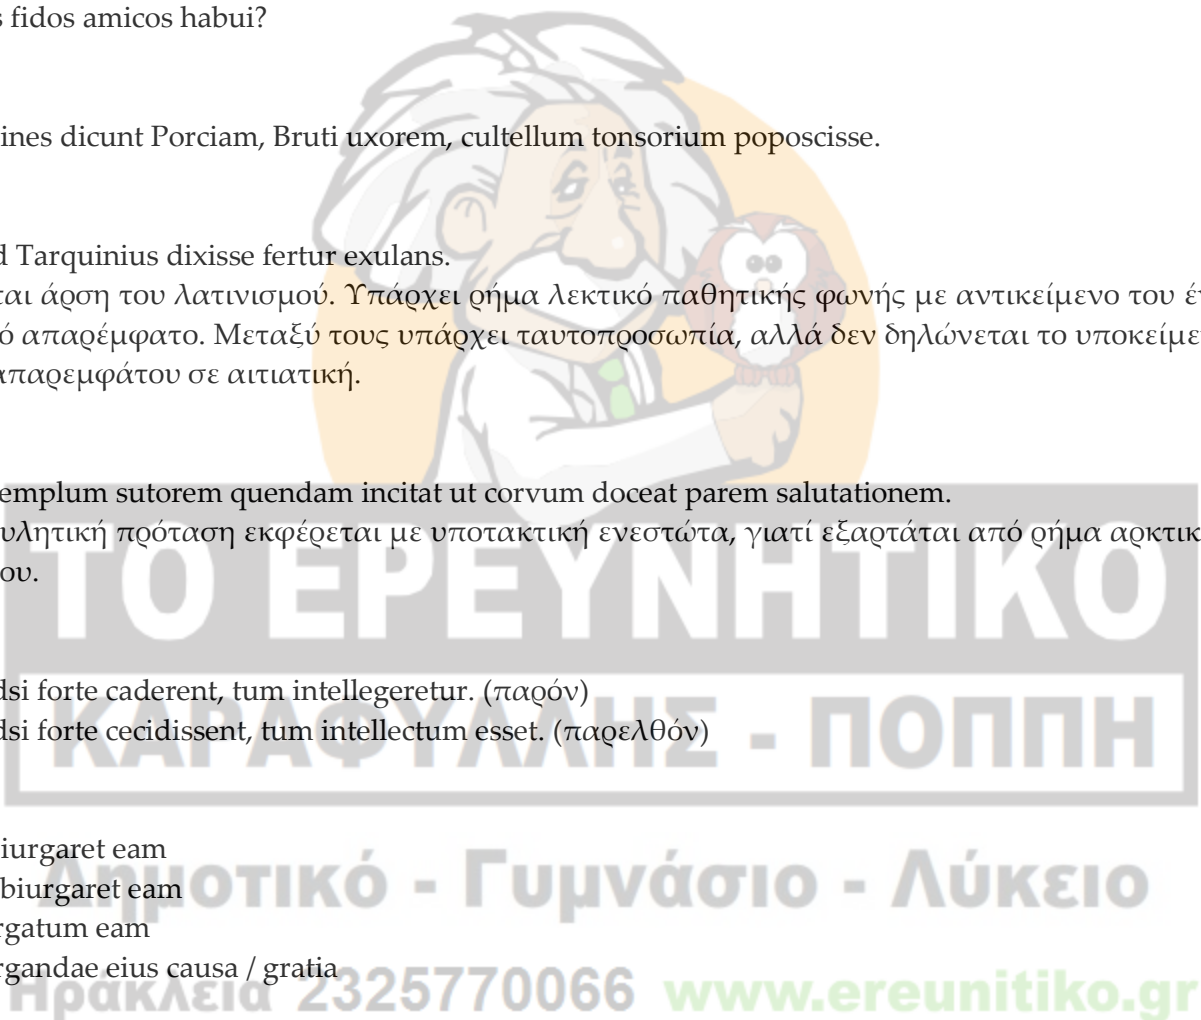 s fidos amicos habui?
ines dicunt Porciam, Bruti uxorem, cultellum tonsorium poposcisse.
d Tarquinius dixisse fertur exulans.
ται άρση του λατινισμού. Υπάρχει ρήμα λεκτικό παθητικής φωνής με αντικείμενο του έν
ό απαρέμφατο. Μεταξύ τους υπάρχει ταυτοπροσωπία, αλλά δεν δηλώνεται το υποκείμε
απαρεμφάτου σε αιτιατική.
emplum sutorem quendam incitat ut corvum doceat parem salutationem.
υλητική πρόταση εκφέρεται με υποτακτική ενεστώτα, γιατί εξαρτάται από ρήμα αρκτικ
ου.
ΤΟ ΕΡΕΥΝΗΤΙΚΟ
dsi forte caderent, tum intellegeretur. (παρόν)
ΚΑΡΑΦΥΛΛΗΣ - ΠΟΠΠΗ
dsi forte cecidissent, tum intellectum esset. (παρελθόν)
iurgaret eam
Δημοτικό - Γυμνάσιο - Λύκειο
biurgaret eam
rgatum eam
rgandae eius causa / gratia
Ηράκλεια 2325770066 www.ereunitiko.gr